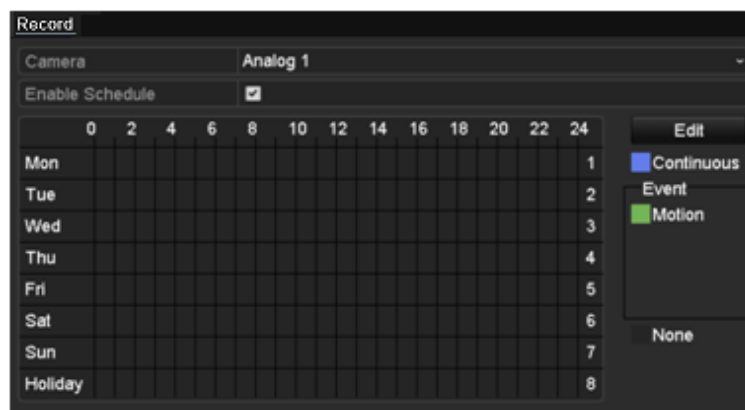 Record
Camera Analog 1
Enable Schedule
0 2 4 6 8 10 12 14 16 18 20 22 24 Edit
Mon 1 Continuous
Tue 2 Event
Wed 3 Motion
Thu 4
Fri 5
Sat 6 None
Sun 7
Holiday 8